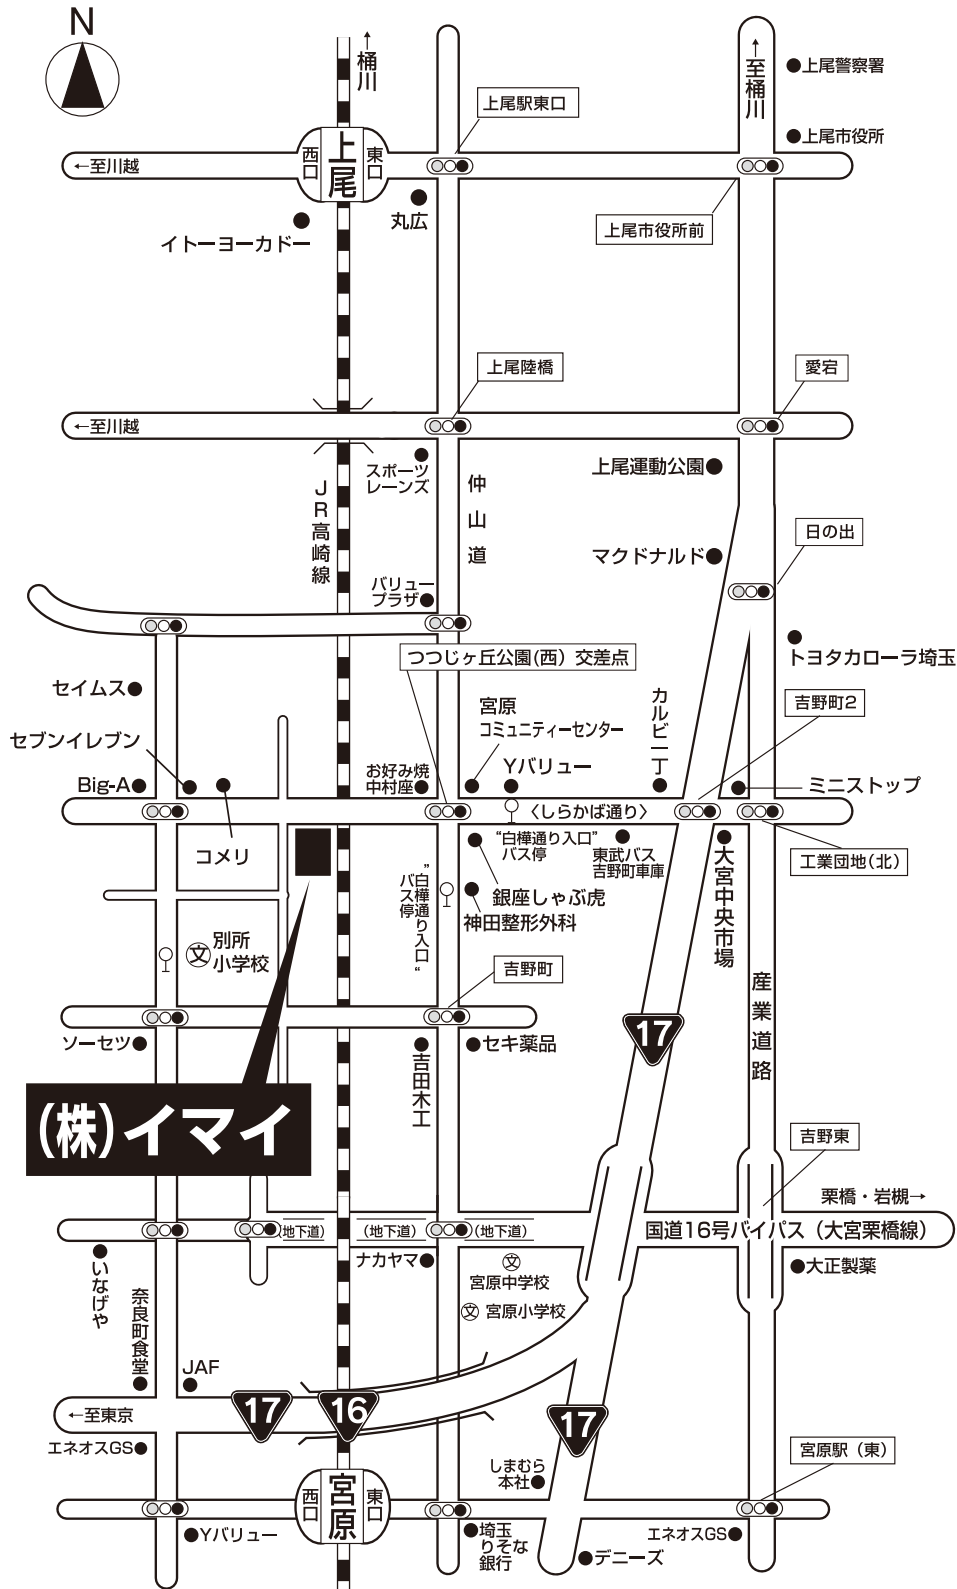 N
↑桶川
↑至桶川
上尾警察署
上尾駅東口
上尾市役所
←至川越
西口
上尾
東口
丸広
上尾市役所前
イトーヨーカドー
上尾陸橋
愛宕
←至川越
スポーツ
レーンズ
上尾運動公園
JR高崎線
仲山道
日の出
マクドナルド
バリュー
プラザ
つつじヶ丘公園(西）交差点
トヨタカローラ埼玉
セイムス
宮原
コミュニティーセンター
カルビー
吉野町2
セブンイレブン
Yバリュー
丁
お好み焼
中村座
Big-A
ミニストップ
〈しらかば通り〉
コメリ
“白樺通り入口”
バス停
東武バス
吉野町車庫
大宮中央市場
工業団地(北)
“白樺通り入口“
バス停
銀座しゃぶ虎
神田整形外科
文
別所
小学校
吉野町
産業道路
ソーセツ
吉田木工
セキ薬品
17
(株)イマイ
吉野東
栗橋・岩槻→
(地下道)
(地下道)
(地下道)
国道16号バイパス（大宮栗橋線）
いなげや
ナカヤマ
文
宮原中学校
大正製薬
奈良町食堂
文 宮原小学校
JAF
←至東京
17
16
17
エネオスGS
宮原駅（東）
しまむら
本社
西口
宮原
東口
Yバリュー
埼玉
りそな
銀行
エネオスGS
デニーズ